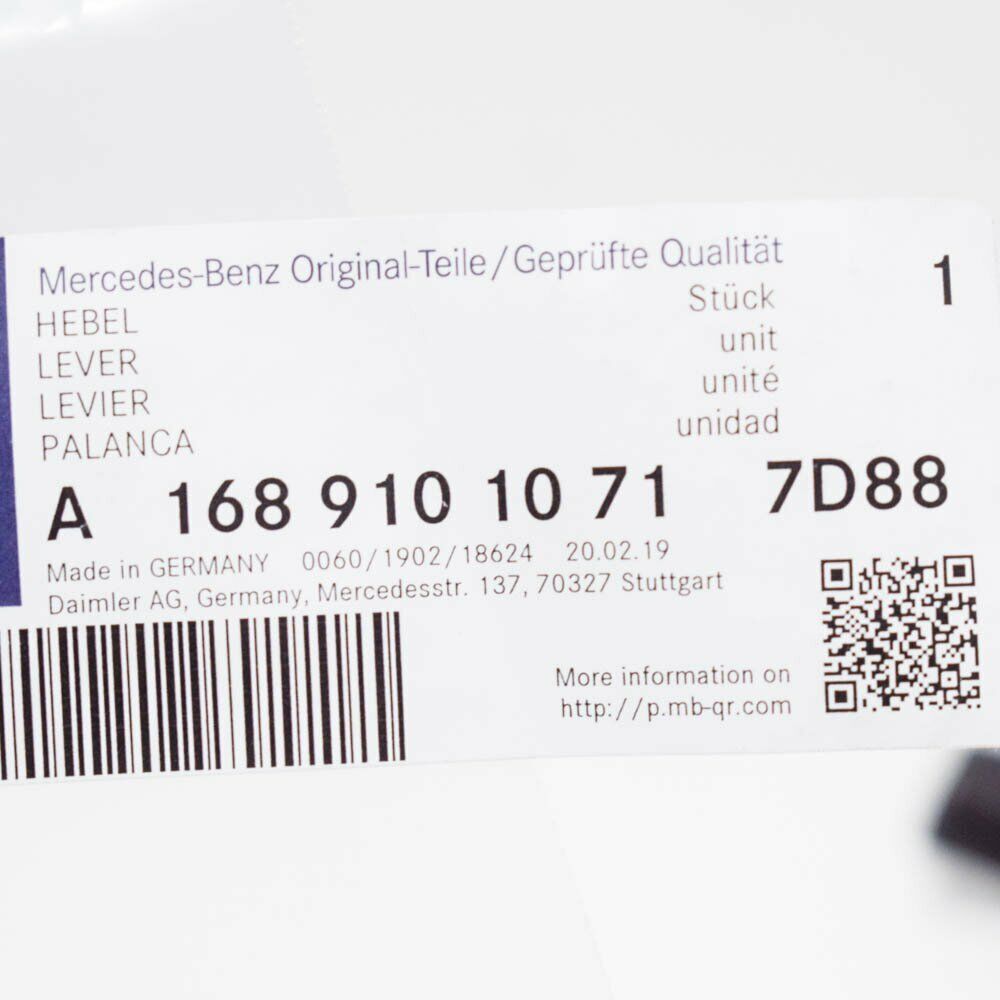 Mercedes-Benz Original-Teile/Geprüfte Qualität
HEBEL Stück 1
LEVER unit
LEVIER unité
PALANCA unidad
A 168 910 10 71 7D88
Made in GERMANY 0060/1902/18624 20.02.19
Daimler AG, Germany, Mercedesstr. 137, 70327 Stuttgart
More information on
http://p.mb-qr.com